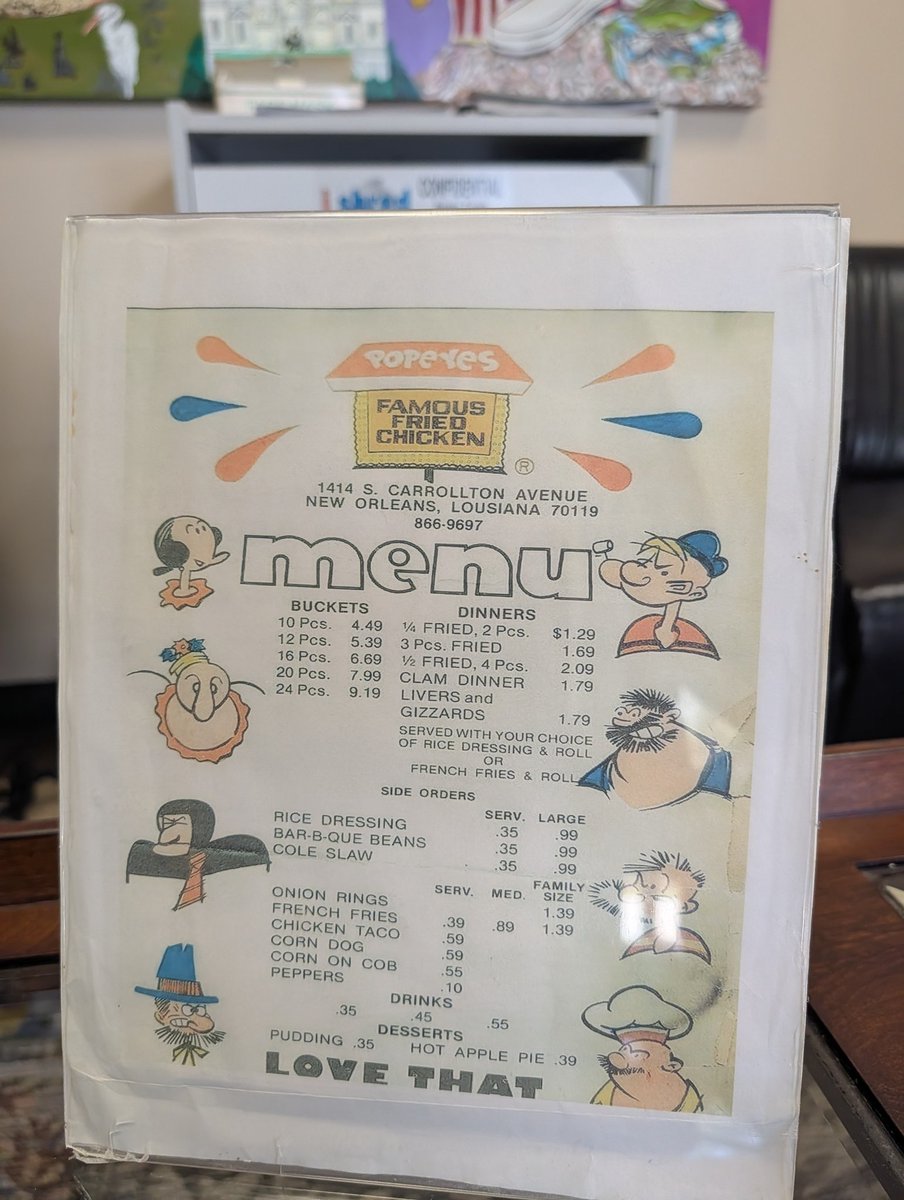 shred CONFIDENTIAL
POPEYES
FAMOUS
FRIED
CHICKEN
®
1414 S. CARROLLTON AVENUE
NEW ORLEANS, LOUSIANA 70119
866-9697
menu
BUCKETS
10 Pcs. 4.49
12 Pcs. 5.39
16 Pcs. 6.69
20 Pcs. 7.99
24 Pcs. 9.19
DINNERS
¼ FRIED, 2 Pcs. $1.29
3 Pcs. FRIED 1.69
½ FRIED, 4 Pcs. 2.09
CLAM DINNER 1.79
LIVERS and
GIZZARDS 1.79
SERVED WITH YOUR CHOICE
OF RICE DRESSING & ROLL
OR
FRENCH FRIES & ROLL
SIDE ORDERS
SERV. LARGE
RICE DRESSING .35 .99
BAR-B-QUE BEANS .35 .99
COLE SLAW .35 .99
SERV. MED. FAMILY
SIZE
ONION RINGS 1.39
FRENCH FRIES .39 .89 1.39
CHICKEN TACO .59
CORN DOG .59
CORN ON COB .55
PEPPERS .10
DRINKS
.35 .45 .55
DESSERTS
PUDDING .35 HOT APPLE PIE .39
LOVE THAT